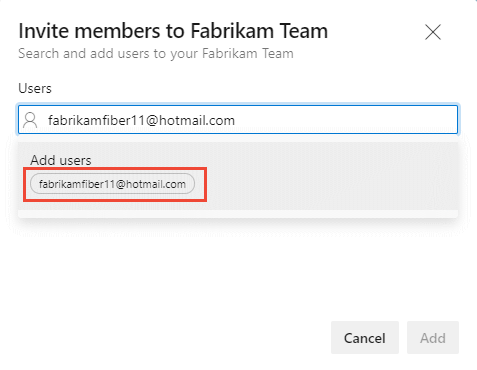 Invite members to Fabrikam Team
Search and add users to your Fabrikam Team
Users
fabrikamfiber11@hotmail.com
Add users
fabrikamfiber11@hotmail.com
Cancel
Add